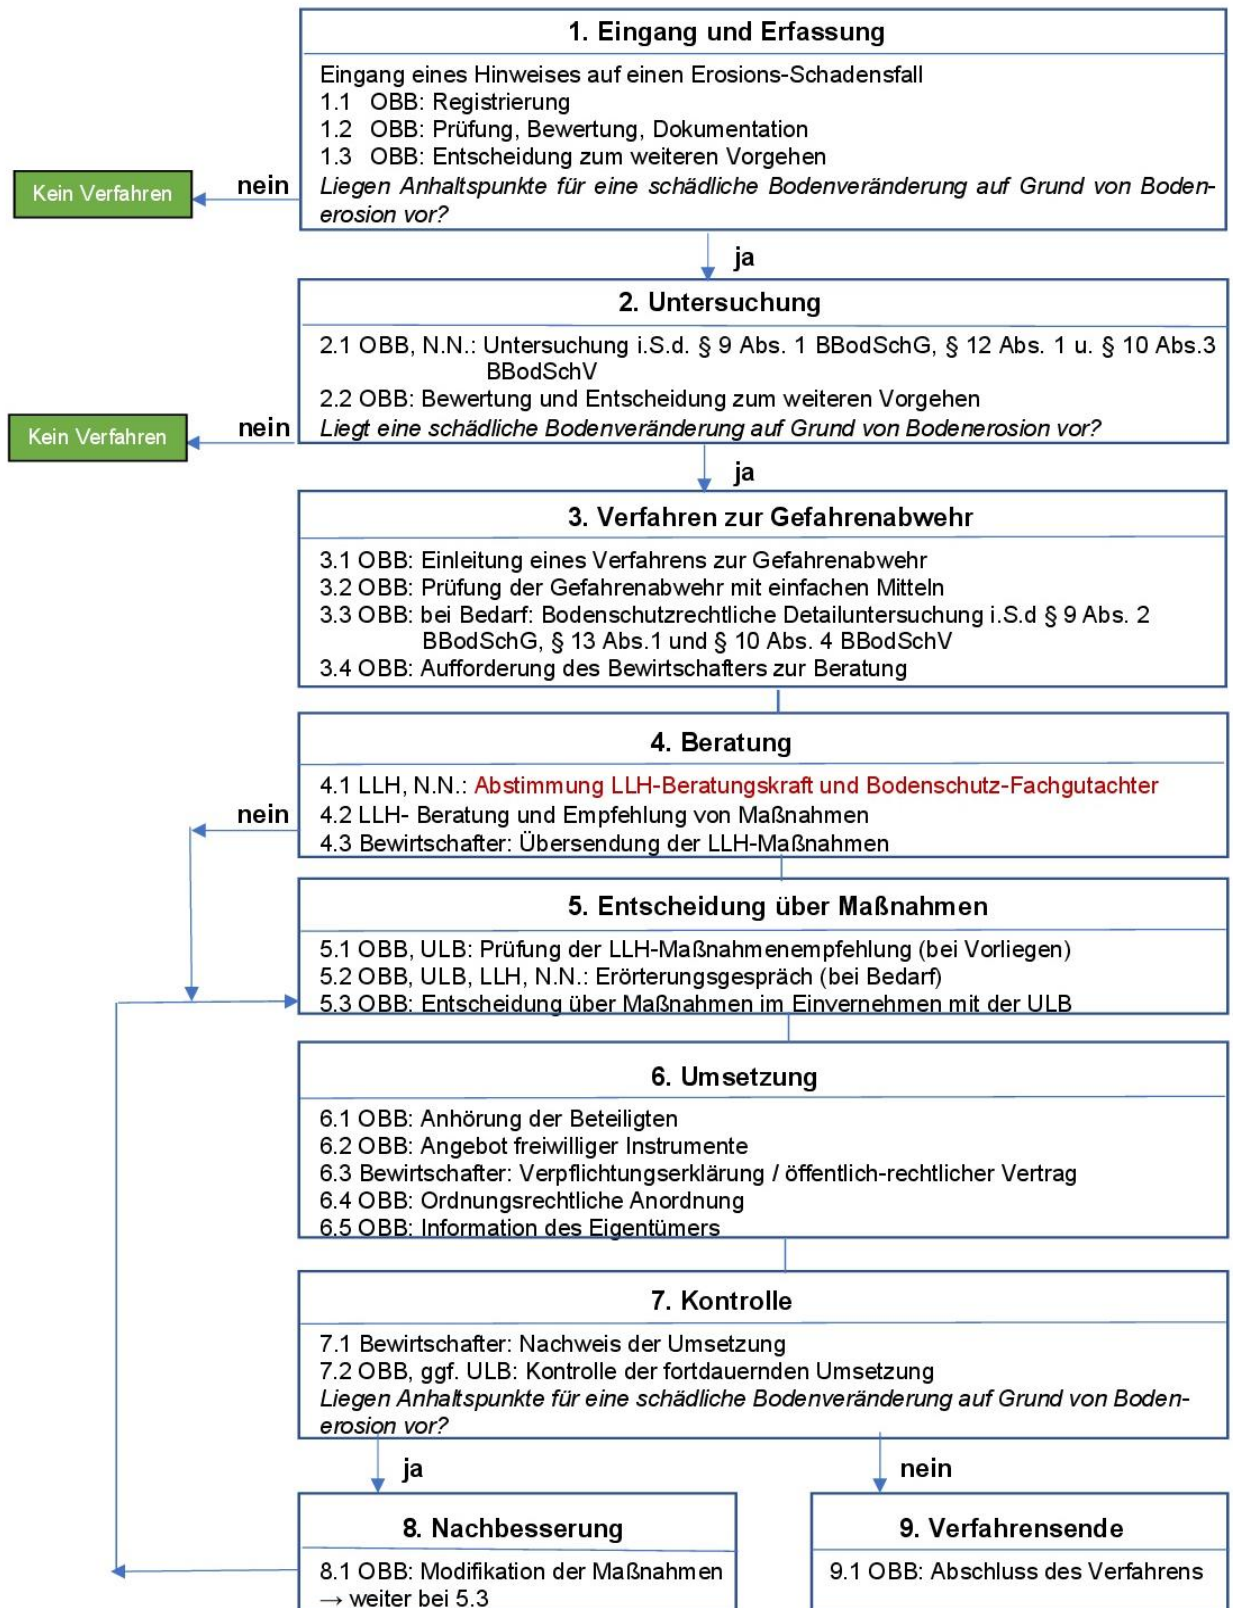 1. Eingang und Erfassung
Eingang eines Hinweises auf einen Erosions-Schadensfall
1.1 OBB: Registrierung
1.2 OBB: Prüfung, Bewertung, Dokumentation
1.3 OBB: Entscheidung zum weiteren Vorgehen
Liegen Anhaltspunkte für eine schädliche Bodenveränderung auf Grund von Boden-
erosion vor?
nein
Kein Verfahren
ja
2. Untersuchung
2.1 OBB, N.N.: Untersuchung i.S.d. § 9 Abs. 1 BBodSchG, § 12 Abs. 1 u. § 10 Abs.3
BBodSchV
2.2 OBB: Bewertung und Entscheidung zum weiteren Vorgehen
Liegt eine schädliche Bodenveränderung auf Grund von Bodenerosion vor?
nein
Kein Verfahren
ja
3. Verfahren zur Gefahrenabwehr
3.1 OBB: Einleitung eines Verfahrens zur Gefahrenabwehr
3.2 OBB: Prüfung der Gefahrenabwehr mit einfachen Mitteln
3.3 OBB: bei Bedarf: Bodenschutzrechtliche Detailuntersuchung i.S.d § 9 Abs. 2
BBodSchG, § 13 Abs.1 und § 10 Abs. 4 BBodSchV
3.4 OBB: Aufforderung des Bewirtschafters zur Beratung
4. Beratung
4.1 LLH, N.N.: Abstimmung LLH-Beratungskraft und Bodenschutz-Fachgutachter
4.2 LLH- Beratung und Empfehlung von Maßnahmen
4.3 Bewirtschafter: Übersendung der LLH-Maßnahmen
nein
5. Entscheidung über Maßnahmen
5.1 OBB, ULB: Prüfung der LLH-Maßnahmenempfehlung (bei Vorliegen)
5.2 OBB, ULB, LLH, N.N.: Erörterungsgespräch (bei Bedarf)
5.3 OBB: Entscheidung über Maßnahmen im Einvernehmen mit der ULB
6. Umsetzung
6.1 OBB: Anhörung der Beteiligten
6.2 OBB: Angebot freiwilliger Instrumente
6.3 Bewirtschafter: Verpflichtungserklärung / öffentlich-rechtlicher Vertrag
6.4 OBB: Ordnungsrechtliche Anordnung
6.5 OBB: Information des Eigentümers
7. Kontrolle
7.1 Bewirtschafter: Nachweis der Umsetzung
7.2 OBB, ggf. ULB: Kontrolle der fortdauernden Umsetzung
Liegen Anhaltspunkte für eine schädliche Bodenveränderung auf Grund von Boden-
erosion vor?
ja
nein
8. Nachbesserung
8.1 OBB: Modifikation der Maßnahmen
→ weiter bei 5.3
9. Verfahrensende
9.1 OBB: Abschluss des Verfahrens